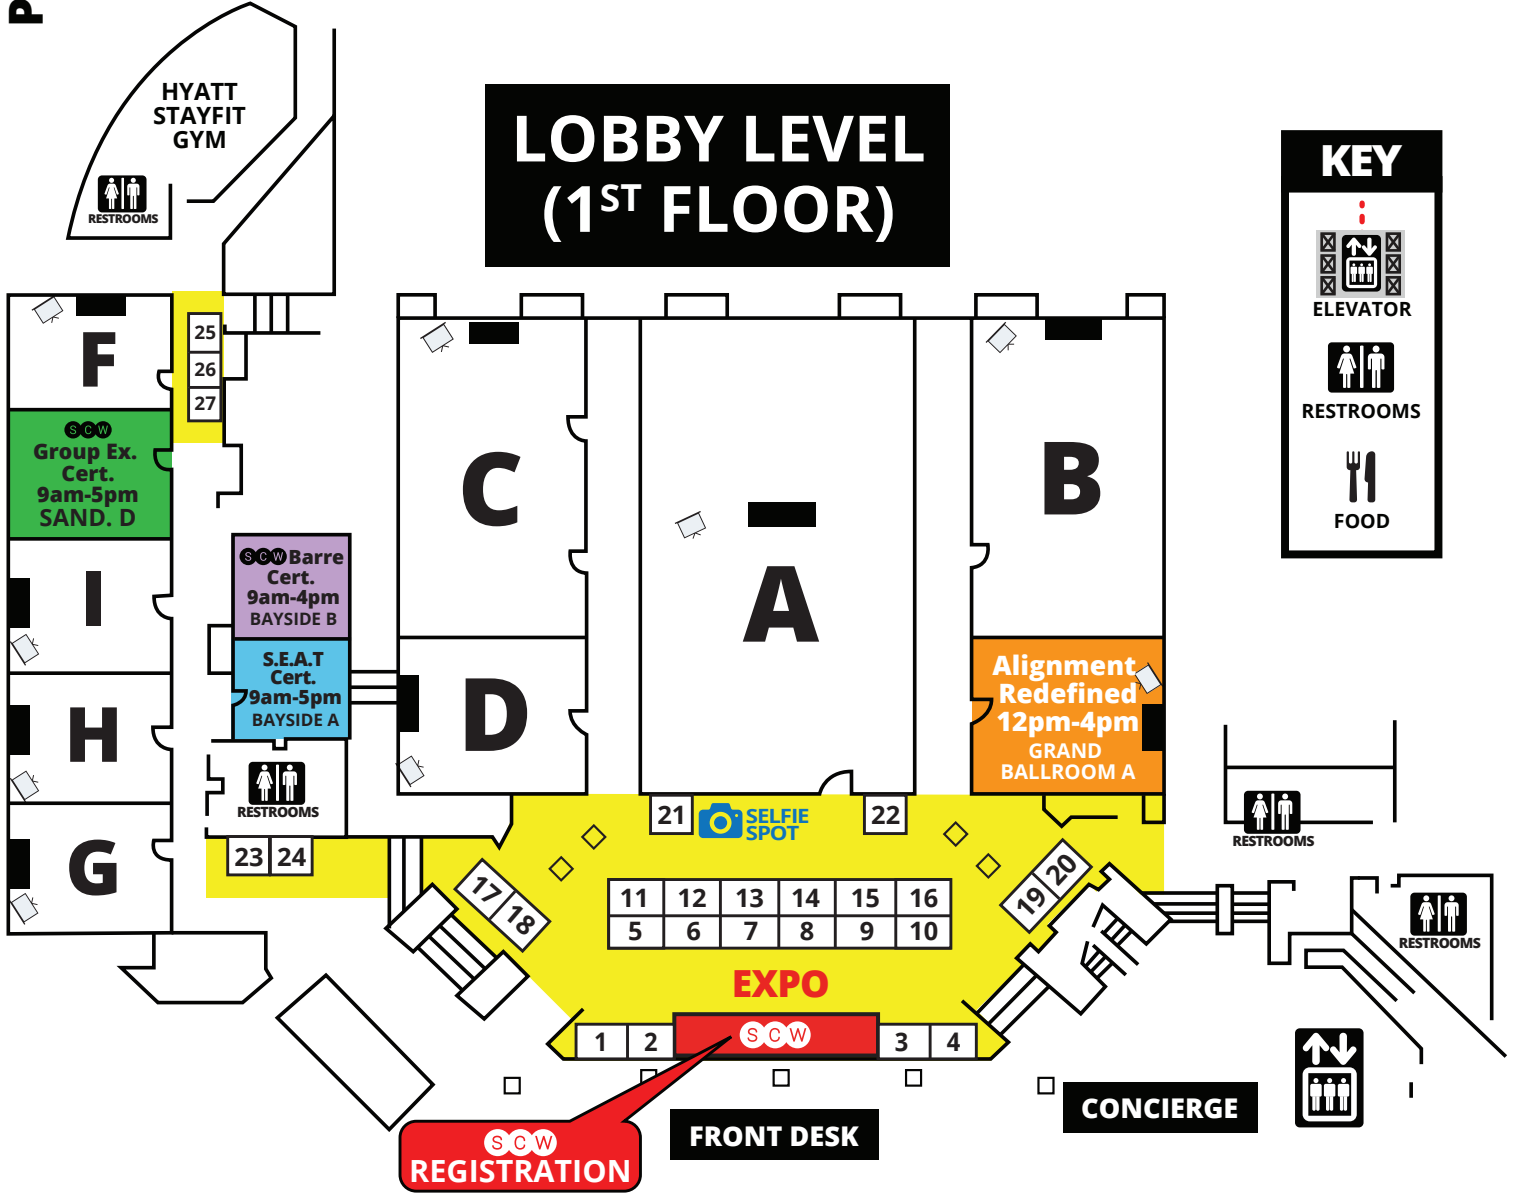 P
HYATT
STAYFIT
GYM
RESTROOMS
LOBBY LEVEL
(1ST FLOOR)
KEY
ELEVATOR
RESTROOMS
FOOD
F
25
26
27
SCW
Group Ex.
Cert.
9am-5pm
SAND. D
I
H
G
SCW Barre
Cert.
9am-4pm
BAYSIDE B
S.E.A.T
Cert.
9am-5pm
BAYSIDE A
RESTROOMS
23 24
C
D
A
B
Alignment
Redefined
12pm-4pm
GRAND
BALLROOM A
21
SELFIE
SPOT
22
17 18
11 12 13 14 15 16
5 6 7 8 9 10
19 20
EXPO
1 2
SCW
3 4
RESTROOMS
RESTROOMS
SCW
REGISTRATION
FRONT DESK
CONCIERGE